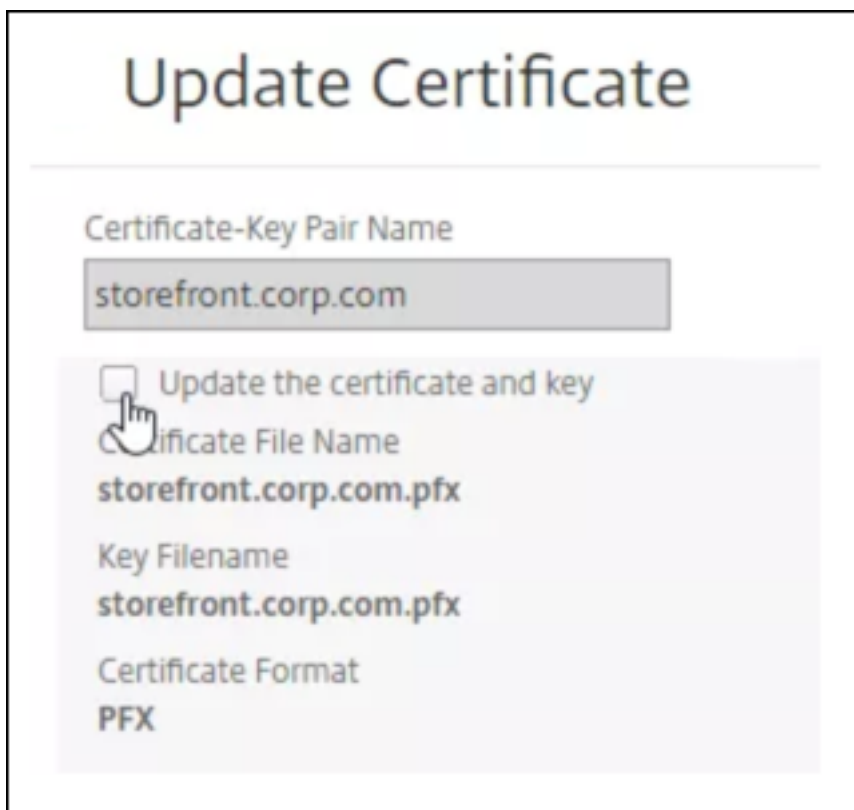 Update Certificate
Certificate-Key Pair Name
storefront.corp.com
Update the certificate and key
Certificate File Name
storefront.corp.com.pfx
Key Filename
storefront.corp.com.pfx
Certificate Format
PFX